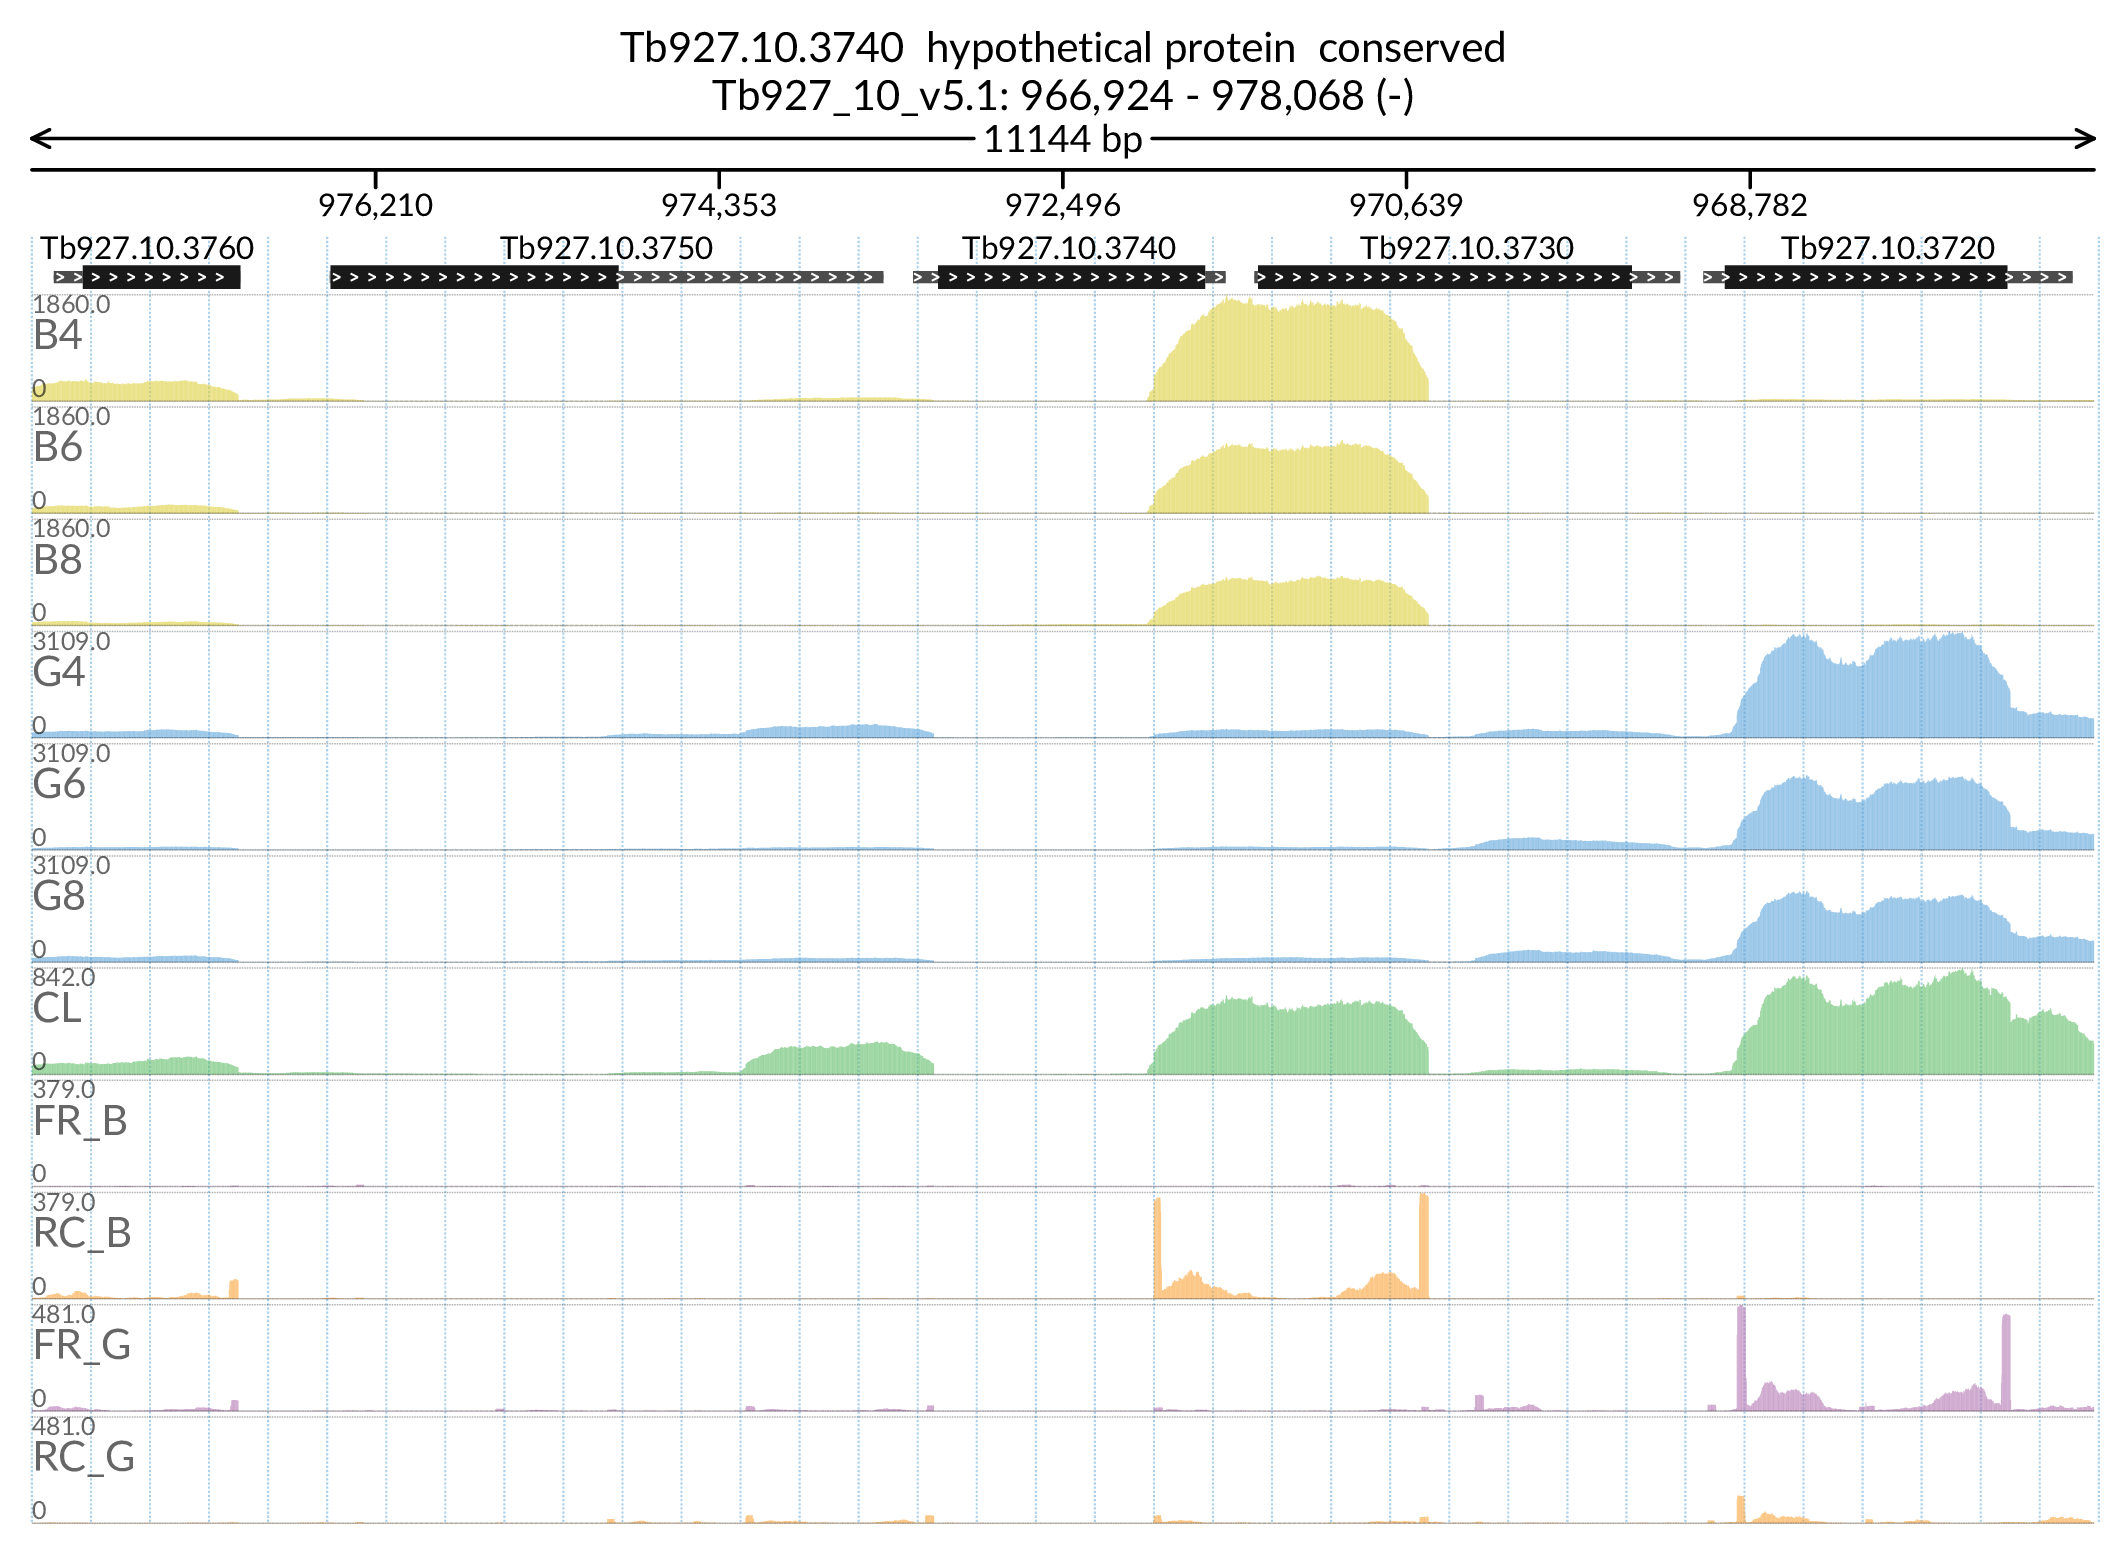 Tb927.10.3740  hypothetical protein  conserved
Tb927_10_v5.1: 966,924 - 978,068 (-)
11144 bp
976,210 974,353 972,496 970,639 968,782
Tb927.10.3760 Tb927.10.3750 Tb927.10.3740 Tb927.10.3730 Tb927.10.3720
1860.0
B4
0
1860.0
B6
0
1860.0
B8
0
3109.0
G4
0
3109.0
G6
0
3109.0
G8
0
842.0
CL
0
379.0
FR_B
0
379.0
RC_B
0
481.0
FR_G
0
481.0
RC_G
0